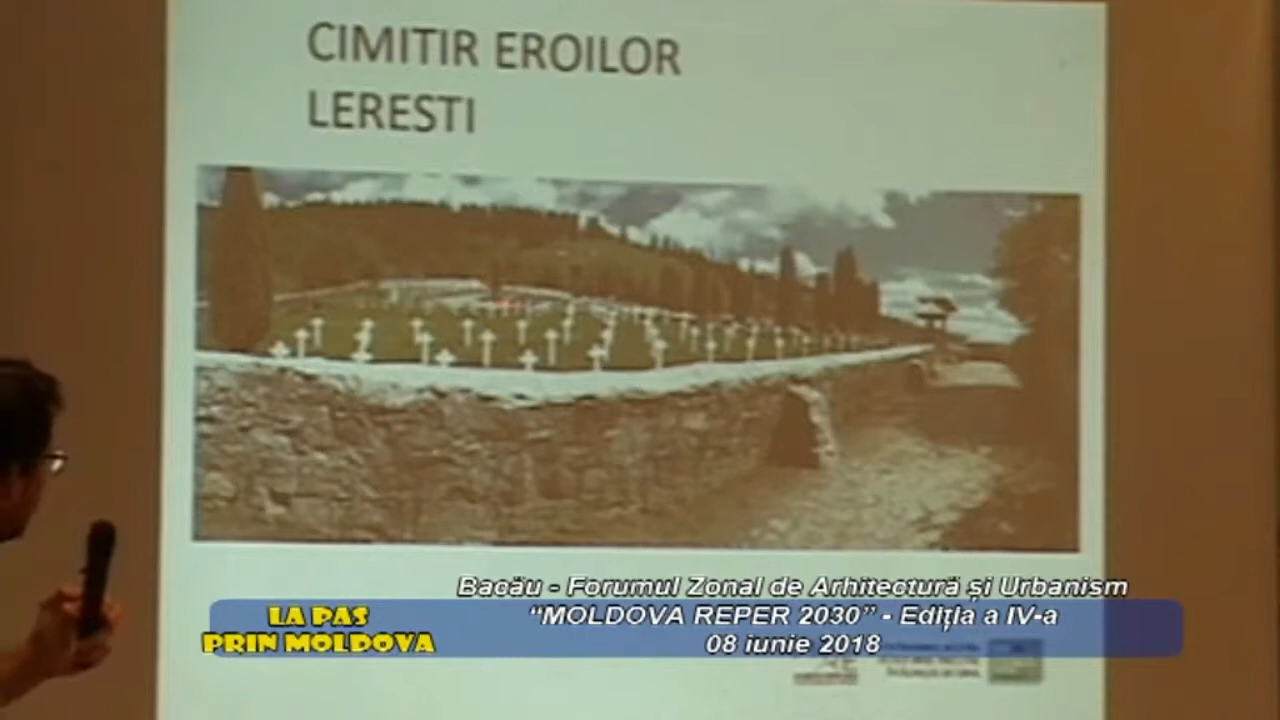 CIMITIR EROILOR
LERESTI
Bacău - Forumul Zonal de Arhitectură și Urbanism
LA PAS
PRIN MOLDOVA
“MOLDOVA REPER 2030” - Ediția a IV-a
08 iunie 2018